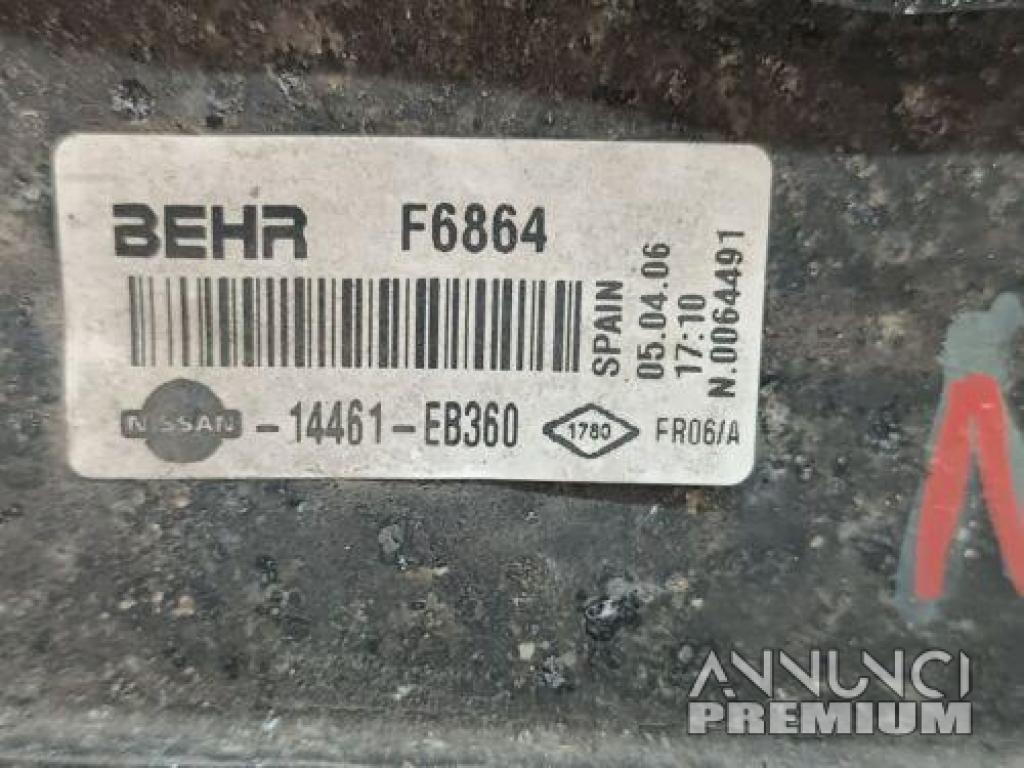 BEHR F6864
SPAIN
05.04.06
17:10
N.0064491
NISSAN -14461-EB360 1780 FR06/A
ANNUNCI
PREMIUM